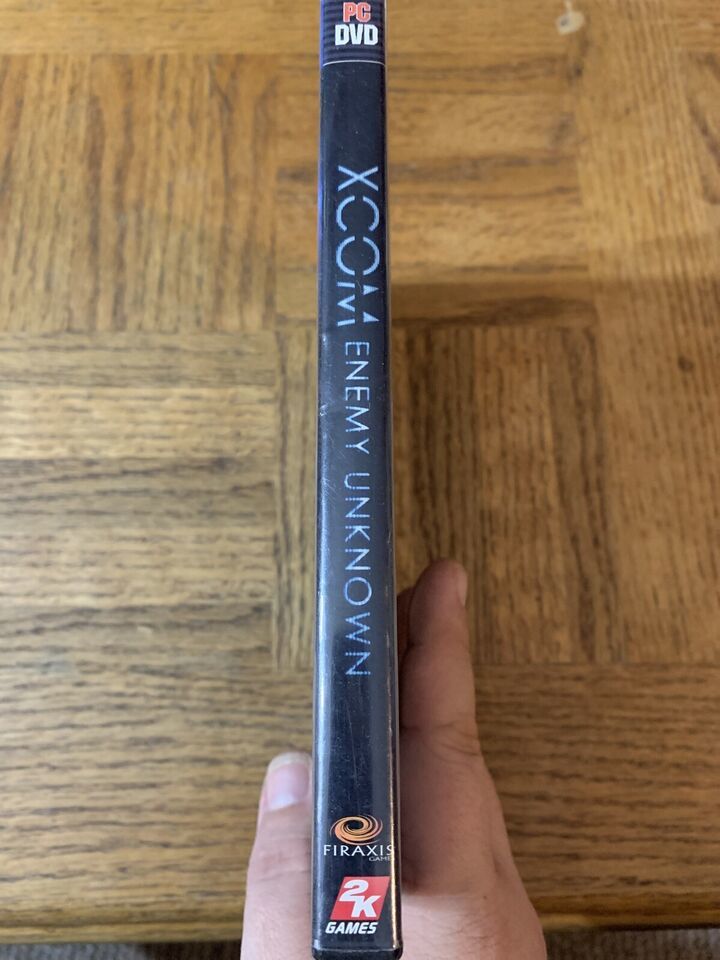 PC
DVD
XCOM ENEMY UNKNOWN
FIRAXIS
GAMES
2K
GAMES